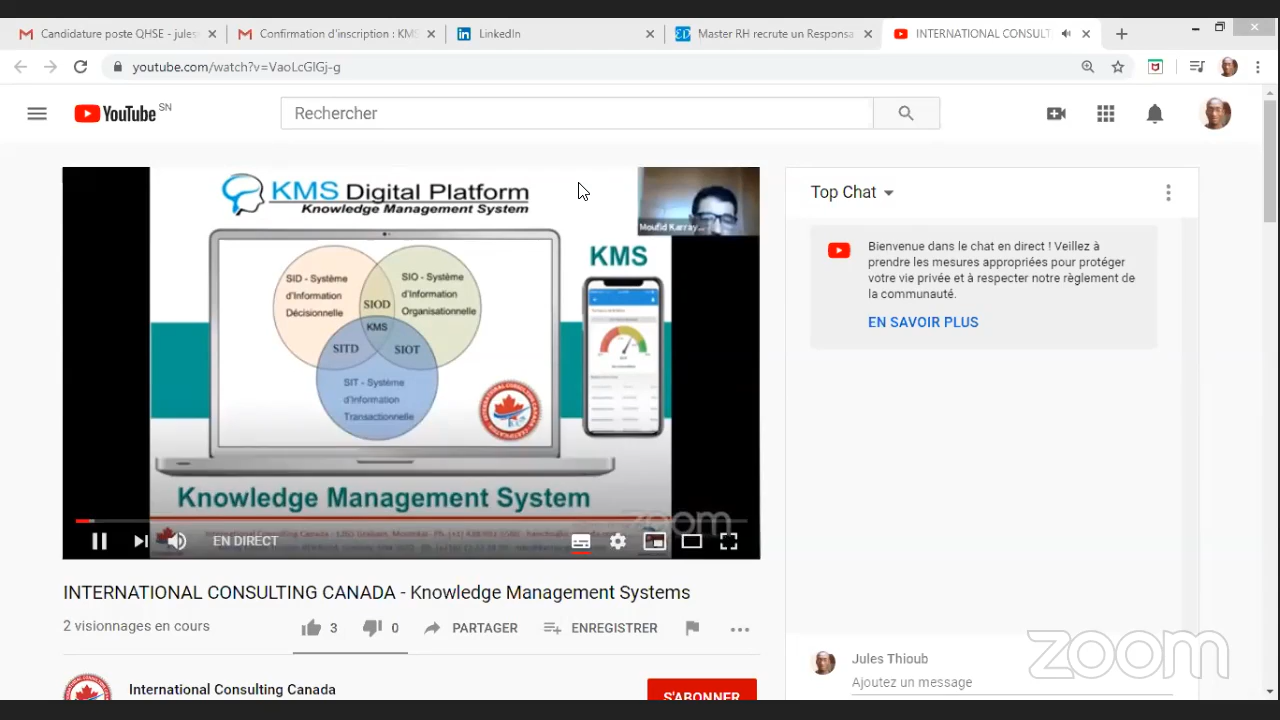 Candidature poste QHSE - jules
Confirmation d'inscription : KMS
LinkedIn
Master RH recrute un Responsa
INTERNATIONAL CONSULT
youtube.com/watch?v=VaoLcGlGj-g
YouTube SN
Rechercher
KMS Digital Platform
Knowledge Management System
Moufid Karray...
KMS
SID - Système
d'Information
Décisionnelle
SIO - Système
d'Information
Organisationnelle
SIOD
KMS
SITD
SIOT
SIT - Système
d'Information
Transactionnelle
Knowledge Management System
zoom
EN DIRECT
INTERNATIONAL CONSULTING CANADA - Knowledge Management Systems
2 visionnages en cours
3
0
PARTAGER
ENREGISTRER
International Consulting Canada
S'ABONNER
Top Chat
Bienvenue dans le chat en direct ! Veillez à
prendre les mesures appropriées pour protéger
votre vie privée et à respecter notre règlement de
la communauté.
EN SAVOIR PLUS
Jules Thioub
Ajoutez un message
zoom